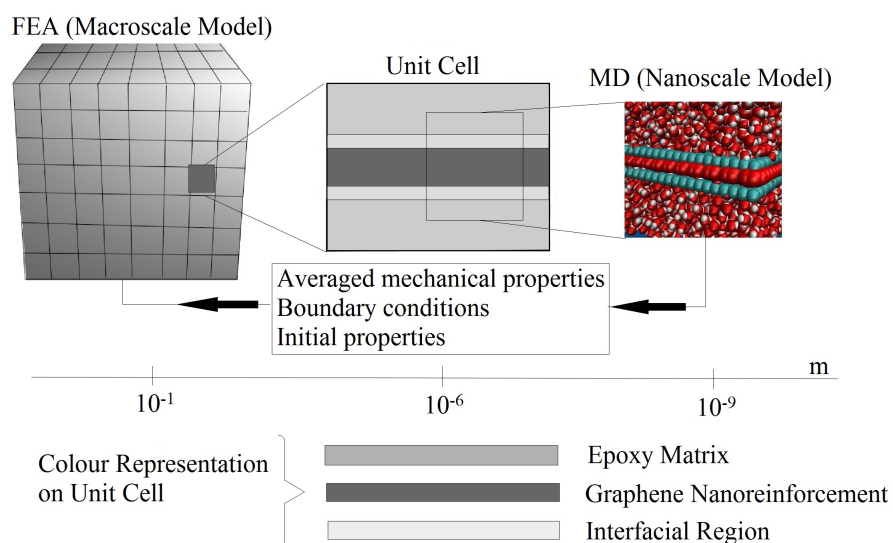 FEA (Macroscale Model)
Unit Cell
MD (Nanoscale Model)
Averaged mechanical properties
Boundary conditions
Initial properties
m
10⁻¹
10⁻⁶
10⁻⁹
Colour Representation
on Unit Cell
Epoxy Matrix
Graphene Nanoreinforcement
Interfacial Region